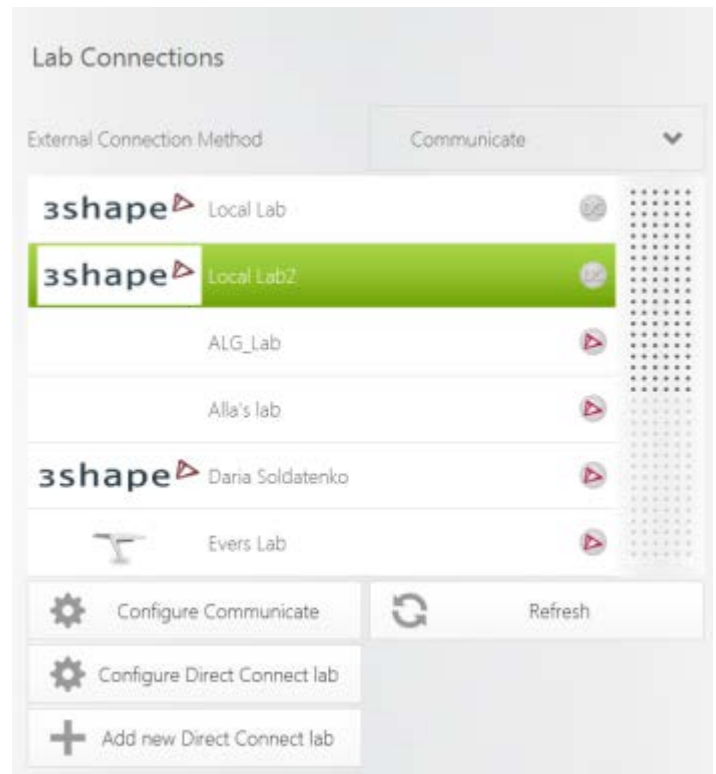 Lab Connections
External Connection Method Communicate
3shape Local Lab
3shape Local Lab2
ALG_Lab
Alla's lab
3shape Daria Soldatenko
Evers Lab
Configure Communicate Refresh
Configure Direct Connect lab
Add new Direct Connect lab